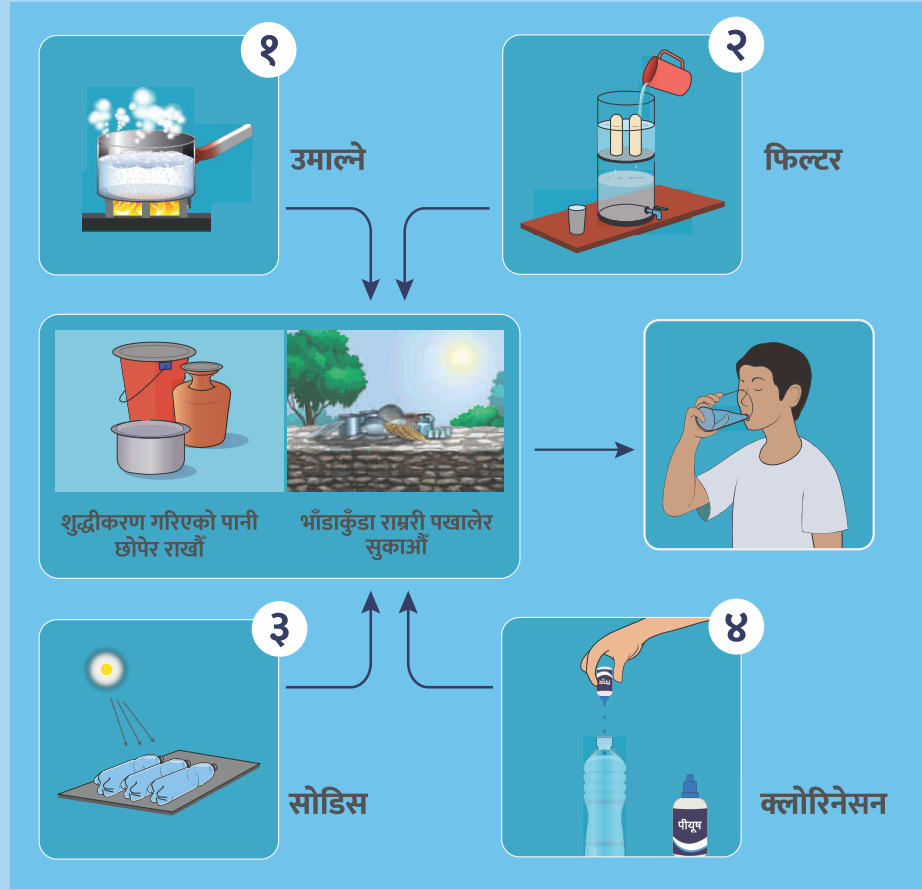 १
उमाल्ने
२
फिल्टर
शुद्धीकरण गरिएको पानी
छोपेर राखौँ
भाँडाकुँडा राम्ररी पखालेर
सुकाऔँ
३
सोडिस
४
क्लोरिनेसन
पीयूष
पीयूष